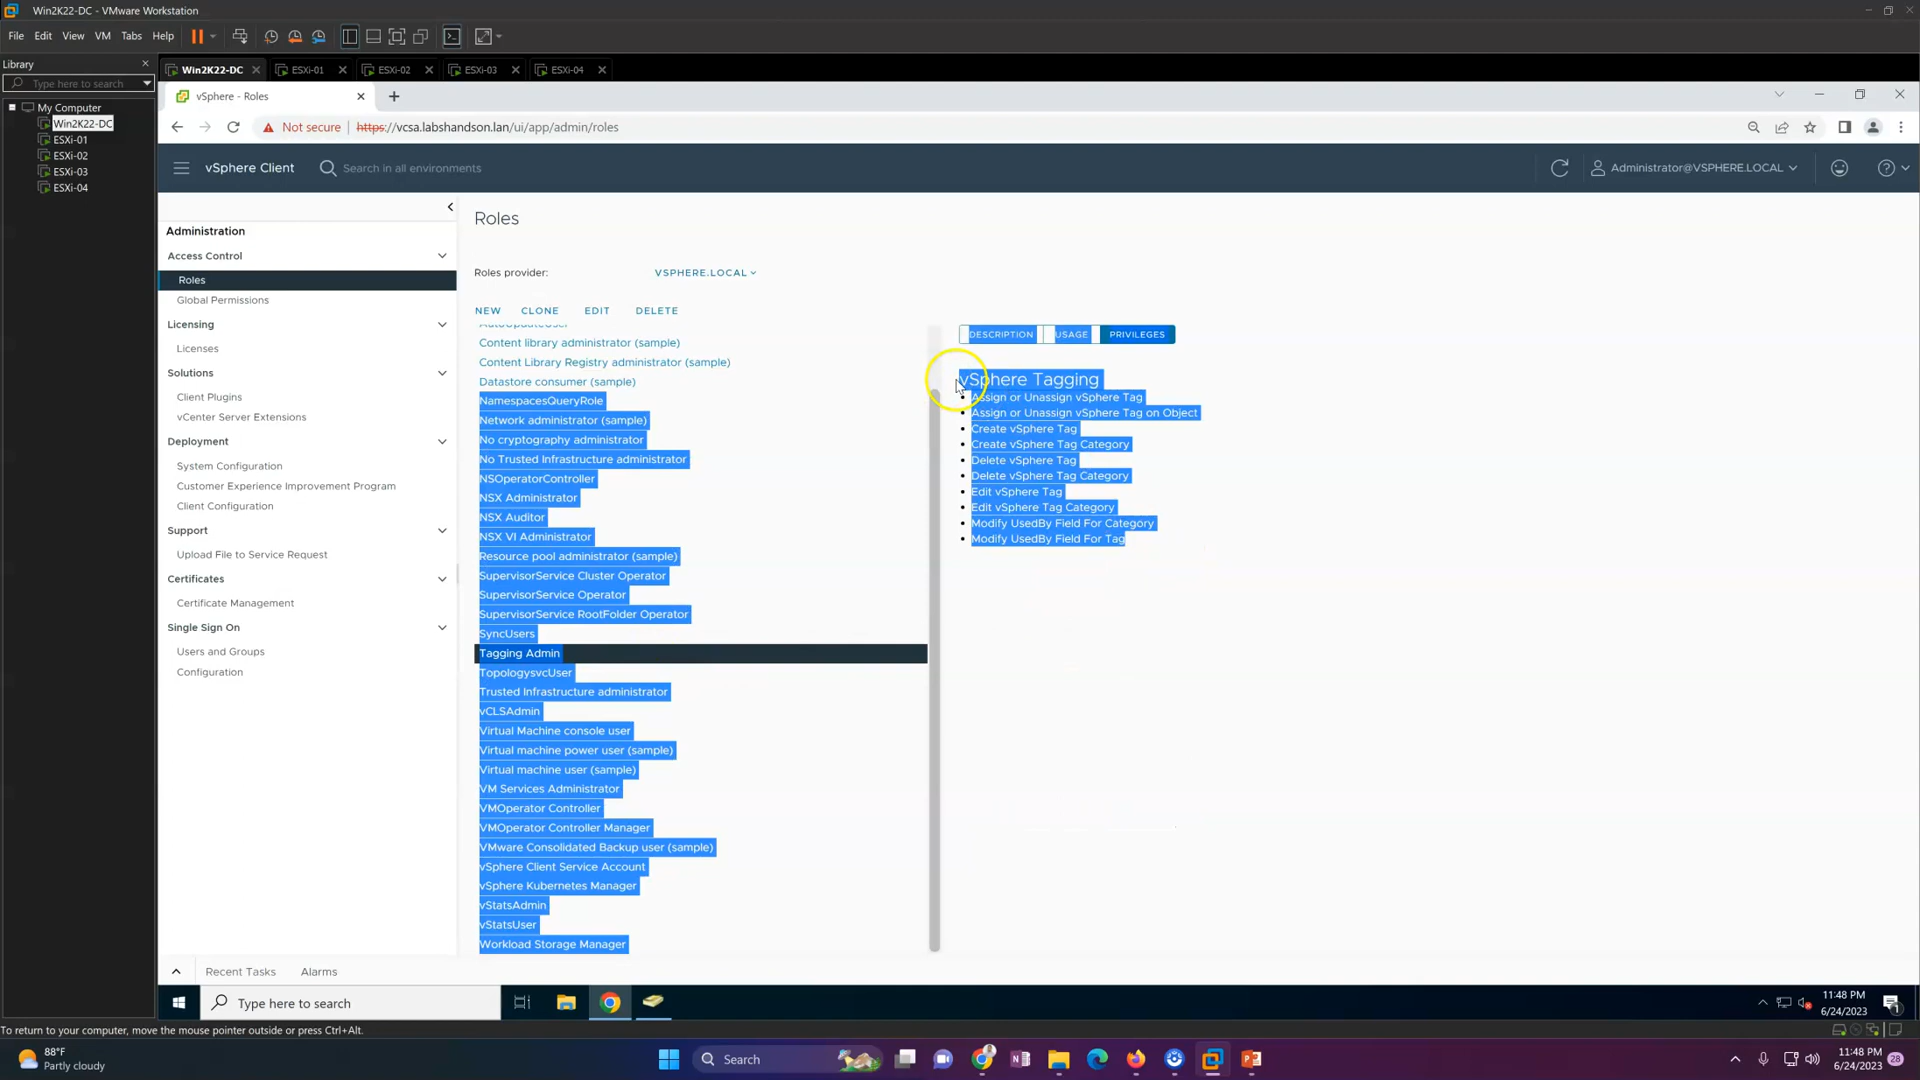 Win2K22-DC - VMware Workstation
File Edit View VM Tabs Help
Library
Type here to search
My Computer
Win2K22-DC
ESXi-01
ESXi-02
ESXi-03
ESXi-04
Win2K22-DC ESXi-01 ESXi-02 ESXi-03 ESXi-04
vSphere - Roles
Not secure https://vcsa.labshandson.lan/ui/app/admin/roles
vSphere Client Search in all environments Administrator@VSPHERE.LOCAL
Administration
Access Control
Roles
Global Permissions
Licensing
Licenses
Solutions
Client Plugins
vCenter Server Extensions
Deployment
System Configuration
Customer Experience Improvement Program
Client Configuration
Support
Upload File to Service Request
Certificates
Certificate Management
Single Sign On
Users and Groups
Configuration
Roles
Roles provider: VSPHERE.LOCAL
NEW CLONE EDIT DELETE
AutoUpdateUser
Content library administrator (sample)
Content Library Registry administrator (sample)
Datastore consumer (sample)
NamespacesQueryRole
Network administrator (sample)
No cryptography administrator
No Trusted Infrastructure administrator
NSOperatorController
NSX Administrator
NSX Auditor
NSX VI Administrator
Resource pool administrator (sample)
SupervisorService Cluster Operator
SupervisorService Operator
SupervisorService RootFolder Operator
SyncUsers
Tagging Admin
TopologysvcUser
Trusted Infrastructure administrator
vCLSAdmin
Virtual Machine console user
Virtual machine power user (sample)
Virtual machine user (sample)
VM Services Administrator
VMOperator Controller
VMOperator Controller Manager
VMware Consolidated Backup user (sample)
vSphere Client Service Account
vSphere Kubernetes Manager
vStatsAdmin
vStatsUser
Workload Storage Manager
DESCRIPTION USAGE PRIVILEGES
vSphere Tagging
Assign or Unassign vSphere Tag
Assign or Unassign vSphere Tag on Object
Create vSphere Tag
Create vSphere Tag Category
Delete vSphere Tag
Delete vSphere Tag Category
Edit vSphere Tag
Edit vSphere Tag Category
Modify UsedBy Field For Category
Modify UsedBy Field For Tag
Recent Tasks Alarms
Type here to search
11:48 PM
6/24/2023
1
To return to your computer, move the mouse pointer outside or press Ctrl+Alt.
88°F
Partly cloudy
Search
11:48 PM
6/24/2023
28